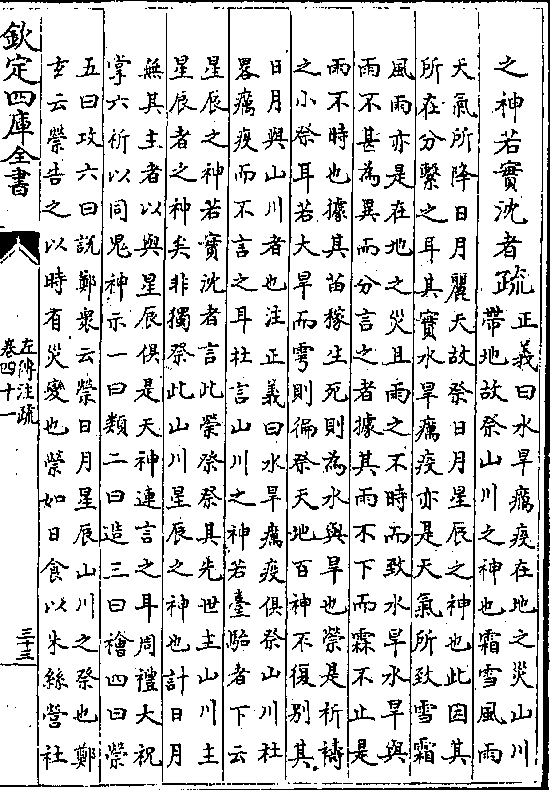 之神若實沈者疏
正義曰水旱癘疫在地之災山川
帶地故祭山川之神也霜雪風雨
天氣所降日月麗天故祭日月星辰之神也此因其
所在分繫之耳其實水旱癘疫亦是天氣所致雪霜
風雨亦是在地之災且雨之不時而致水旱水旱與
雨不甚為異而分言之者據其雨不下而霖不止是
雨不時也據其苗稼生死則為水與旱也禜是祈禱
之小祭耳若大旱而雩則徧祭天地百神不復別其
日月與山川者也注正義曰水旱癘疫俱祭山川社
畧癘疫而不言之耳社言山川之神若臺駘者下云
星辰之神若實沈者言此禜祭祭其先世主山川主
星辰者之神矣非獨祭此山川星辰之神也計日月
無其主者以與星辰俱是天神連言之耳周禮大祝
掌六祈以同鬼神示一曰類二曰造三曰禬四曰禜
五曰攻六曰說鄭衆云禜日月星辰山川之祭也鄭
玄云禜告之以時有災變也禜如日食以朱絲營社
欽定四庫全書
左傳注疏
卷四十一
三十三